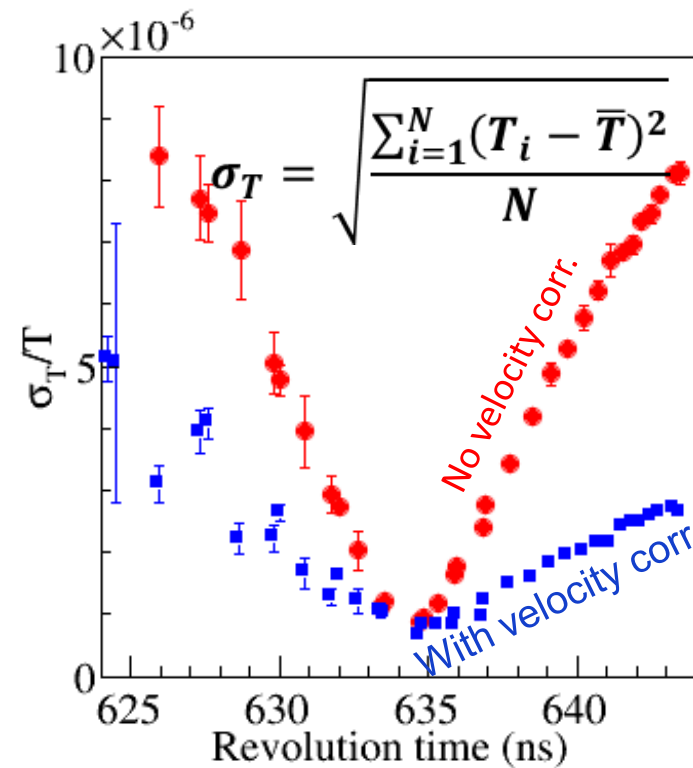 10 ×10⁻⁶
σ_T = √(∑_{i=1}^{N}(T_i − T̄)² / N)
No velocity corr.
5
σ_T/T
With velocity corr
0
625 630 635 640
Revolution time (ns)